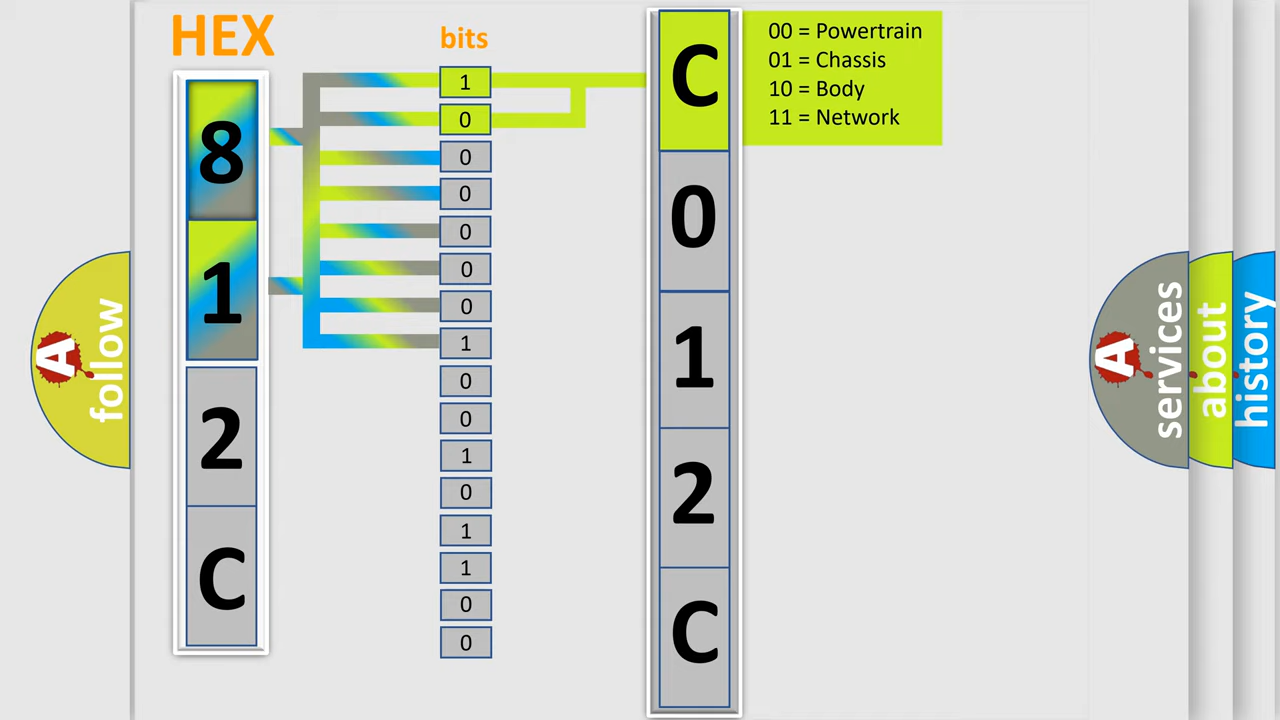 HEX
bits
8
1
2
C
1
0
0
0
0
0
0
1
0
0
1
0
1
1
0
0
C
0
1
2
C
00 = Powertrain
01 = Chassis
10 = Body
11 = Network
A
follow
A
services
about
history